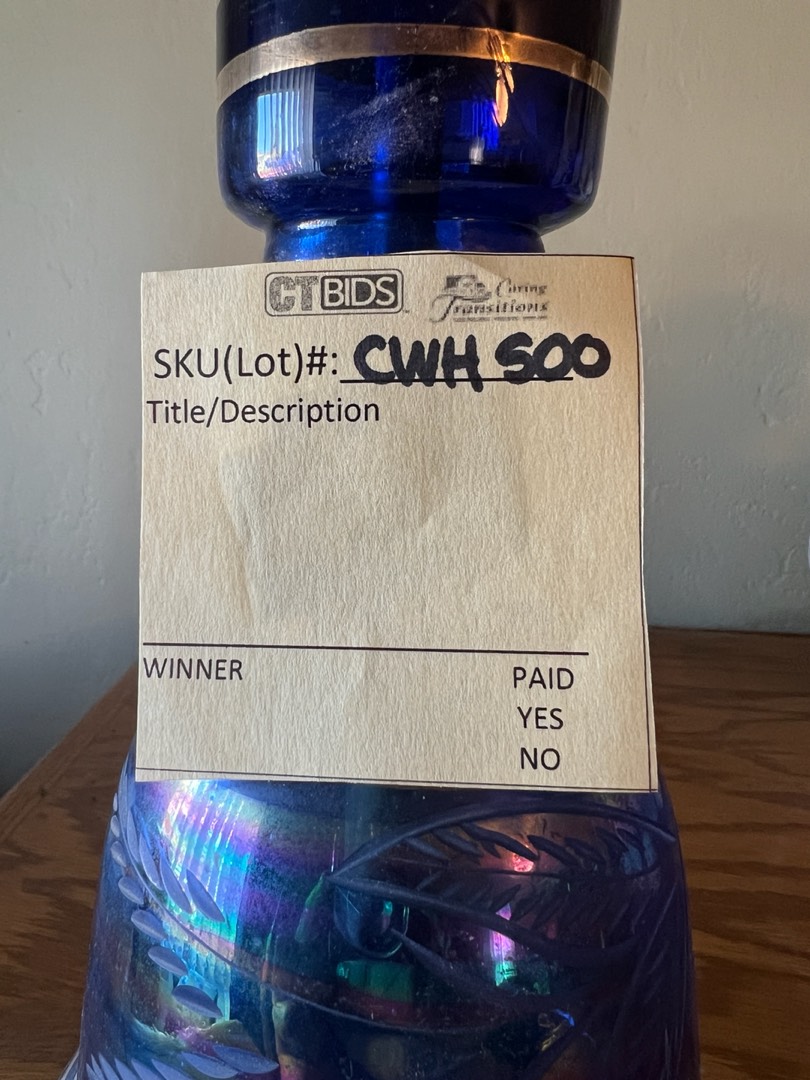 CTBIDS
Caring
Transitions
SKU(Lot)#: CWH 500
Title/Description
WINNER
PAID
YES
NO